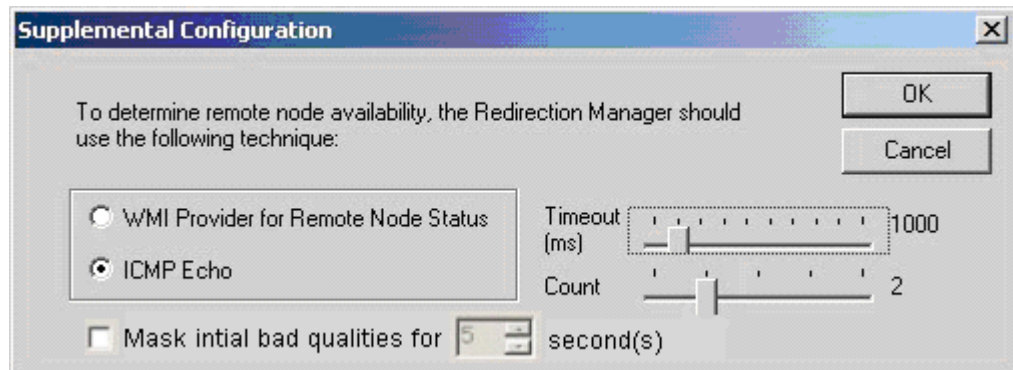 Supplemental Configuration
To determine remote node availability, the Redirection Manager should
use the following technique:
OK
Cancel
WMI Provider for Remote Node Status
ICMP Echo
Timeout
(ms)
1000
Count
2
Mask intial bad qualities for 5 second(s)